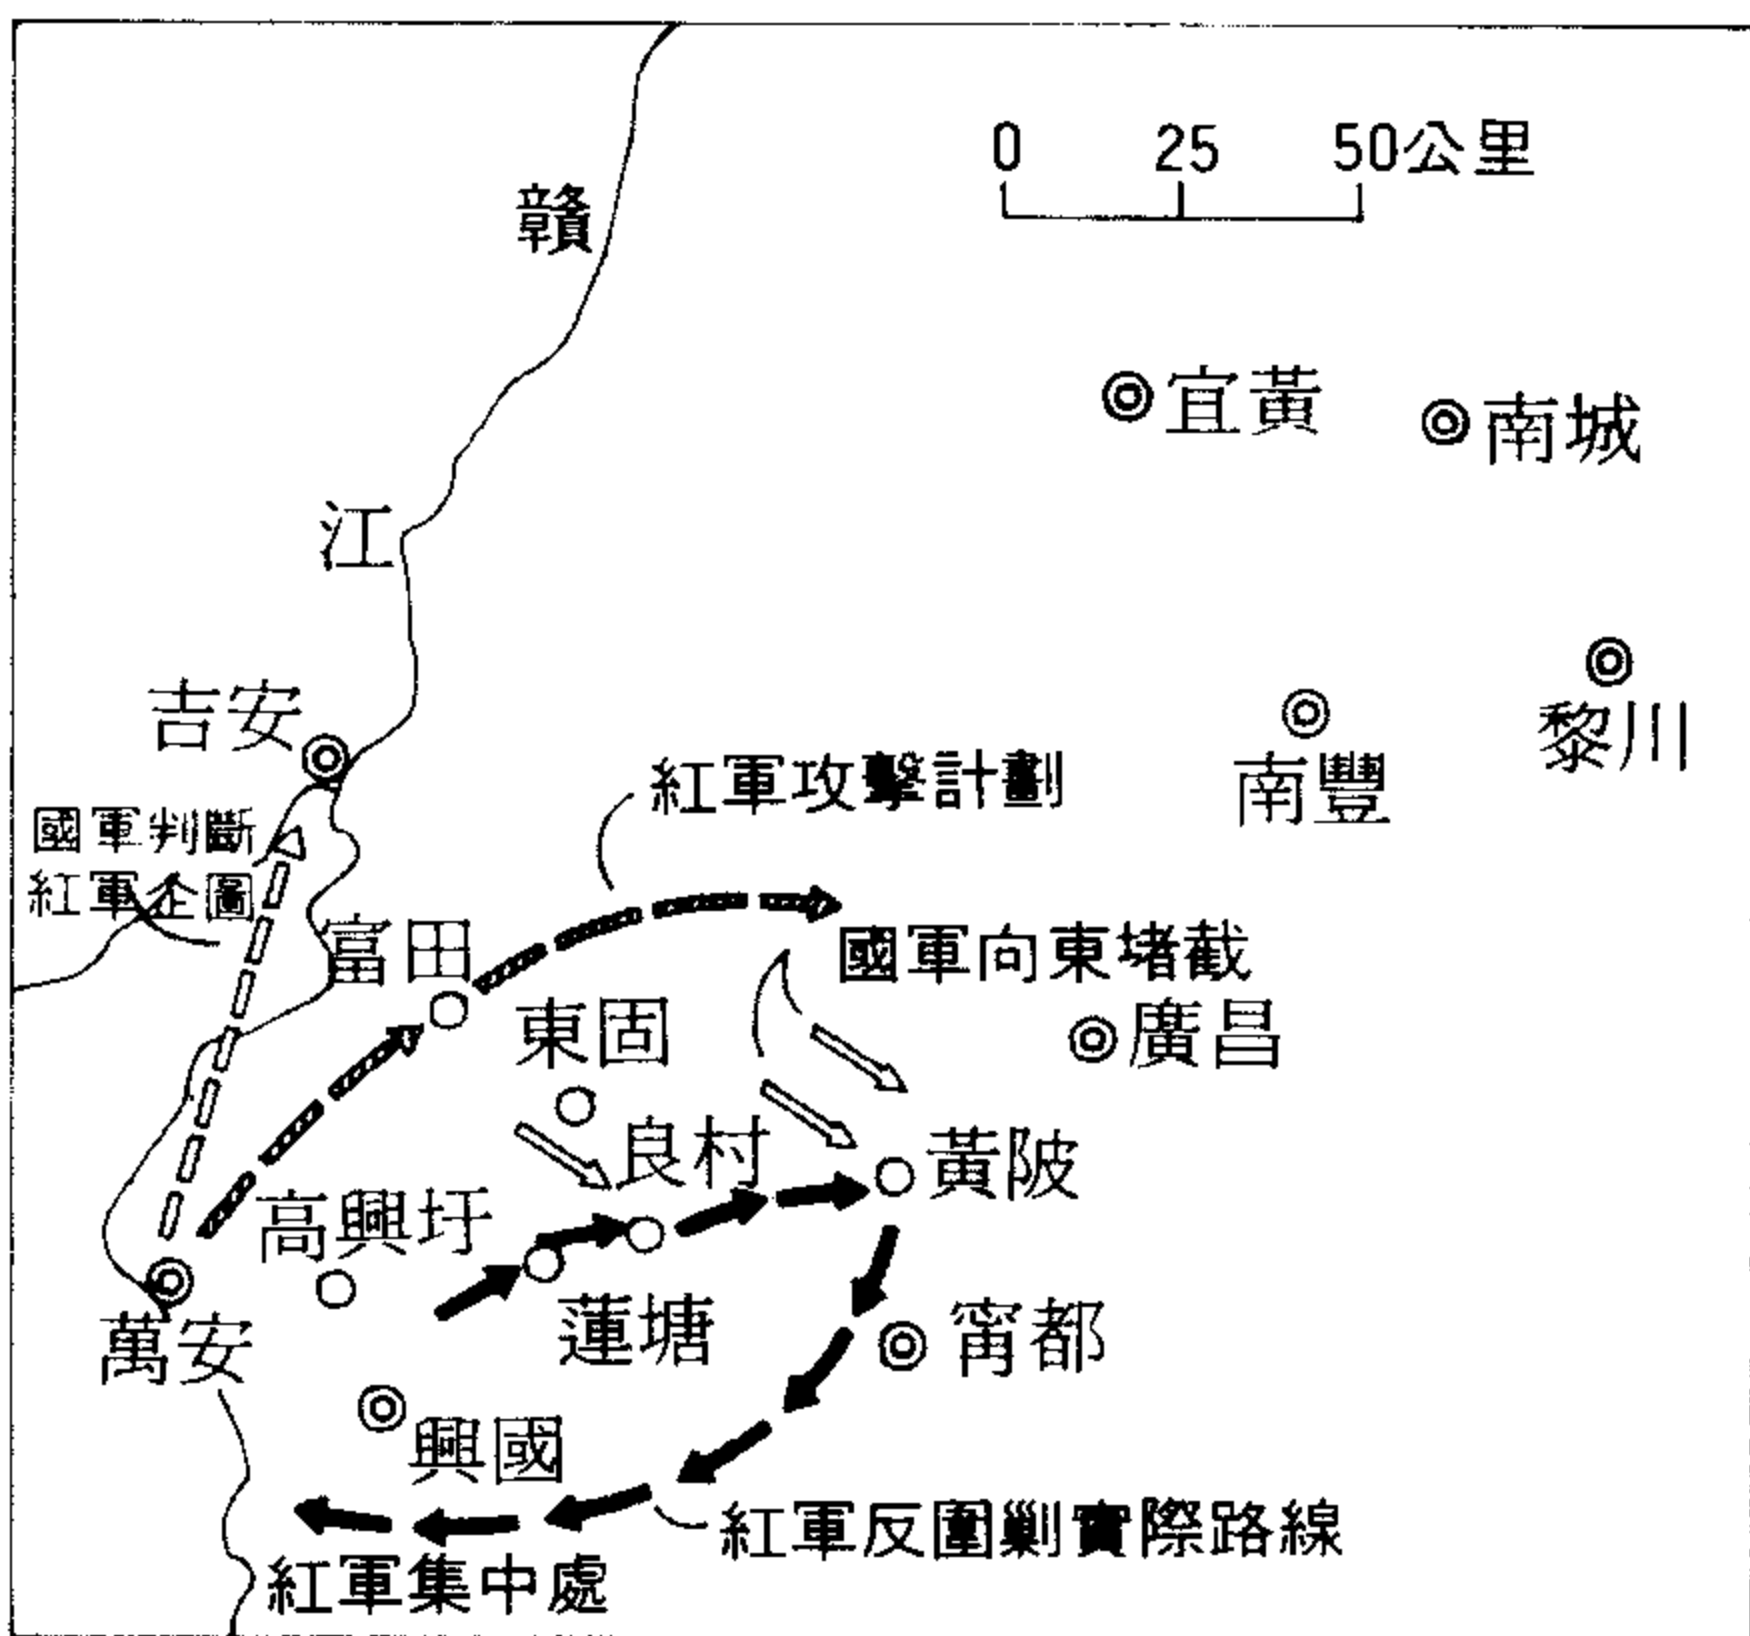 0 25 50公里
贛
宜黃
南城
江
吉安
黎川
南豐
紅軍攻擊計劃
國軍判斷
紅軍企圖
富田
國軍向東堵截
東固
廣昌
良村
黃陂
高興圩
蓮塘
甯都
萬安
興國
紅軍反圍剿實際路線
紅軍集中處